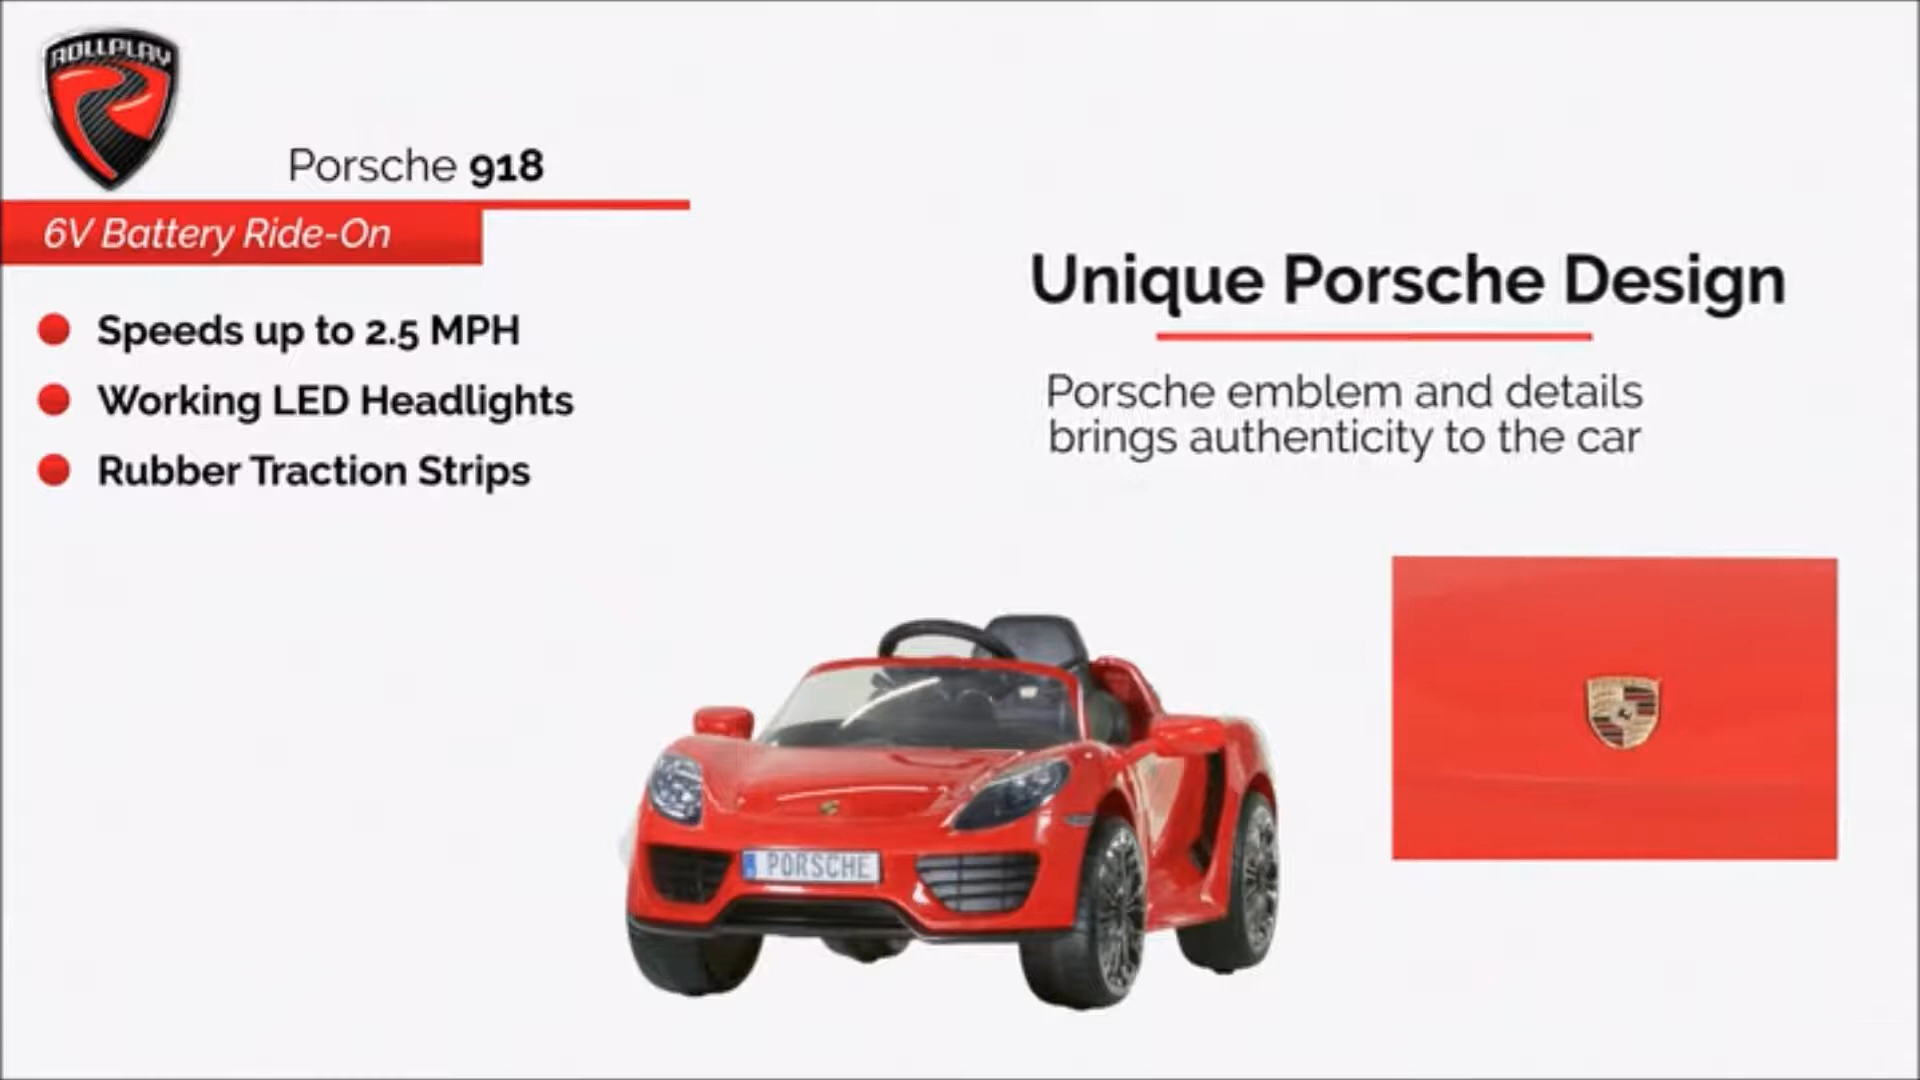 ROLLPLAY
Porsche 918
6V Battery Ride-On
Speeds up to 2.5 MPH
Working LED Headlights
Rubber Traction Strips
Unique Porsche Design
Porsche emblem and details
brings authenticity to the car
PORSCHE